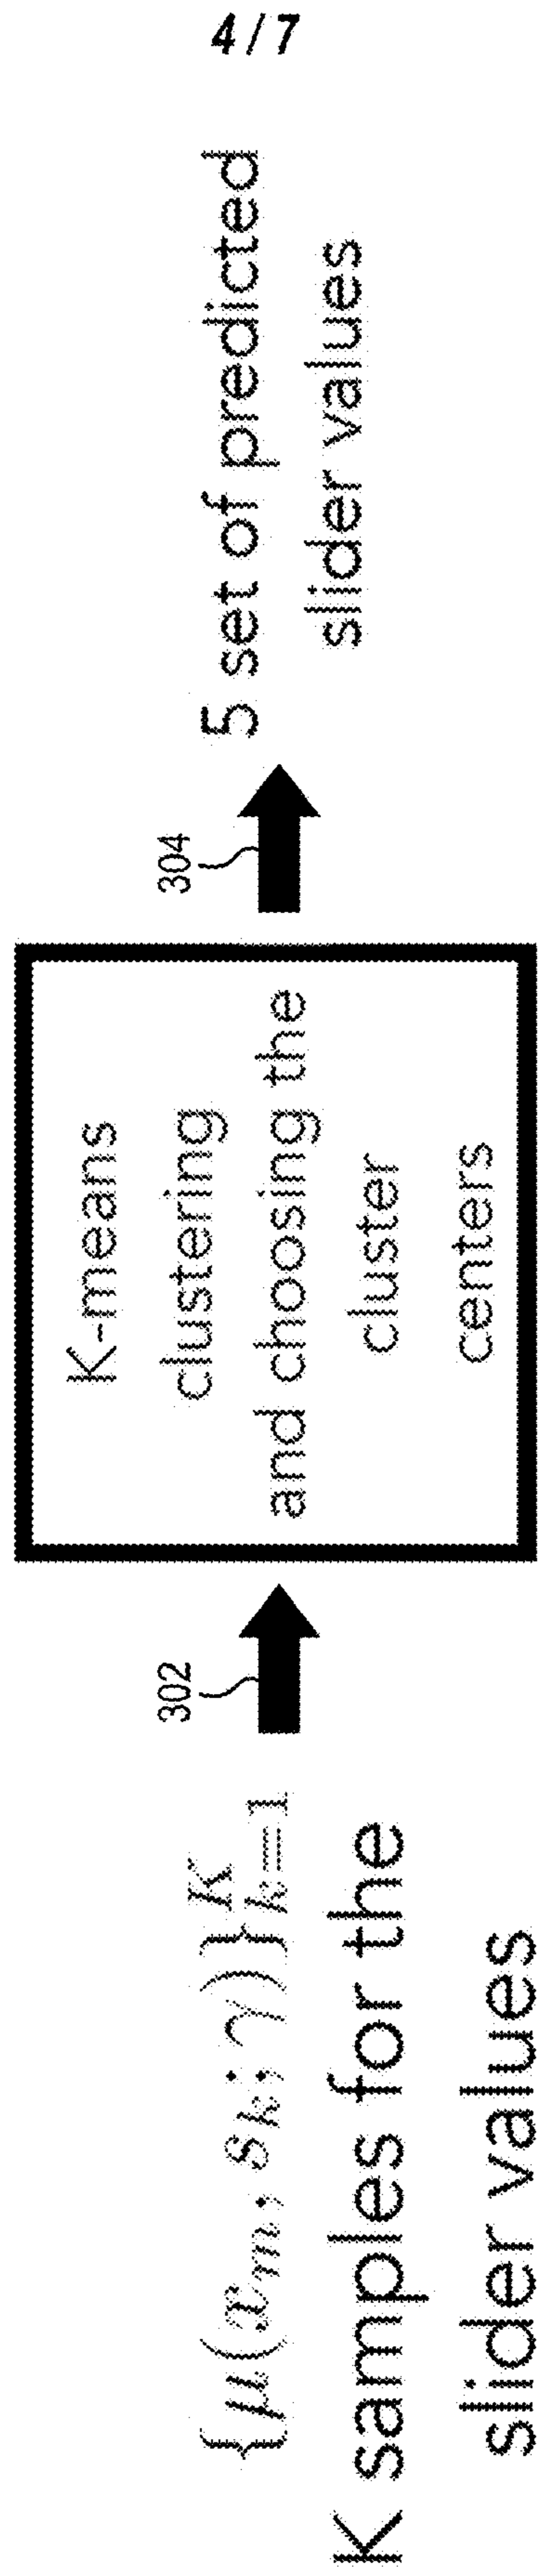 4/7
{μ(x_m, s_k; γ)}_{k=1}^K
K samples for the
slider values
302
K-means
clustering
and choosing the
cluster
centers
304
5 set of predicted
slider values